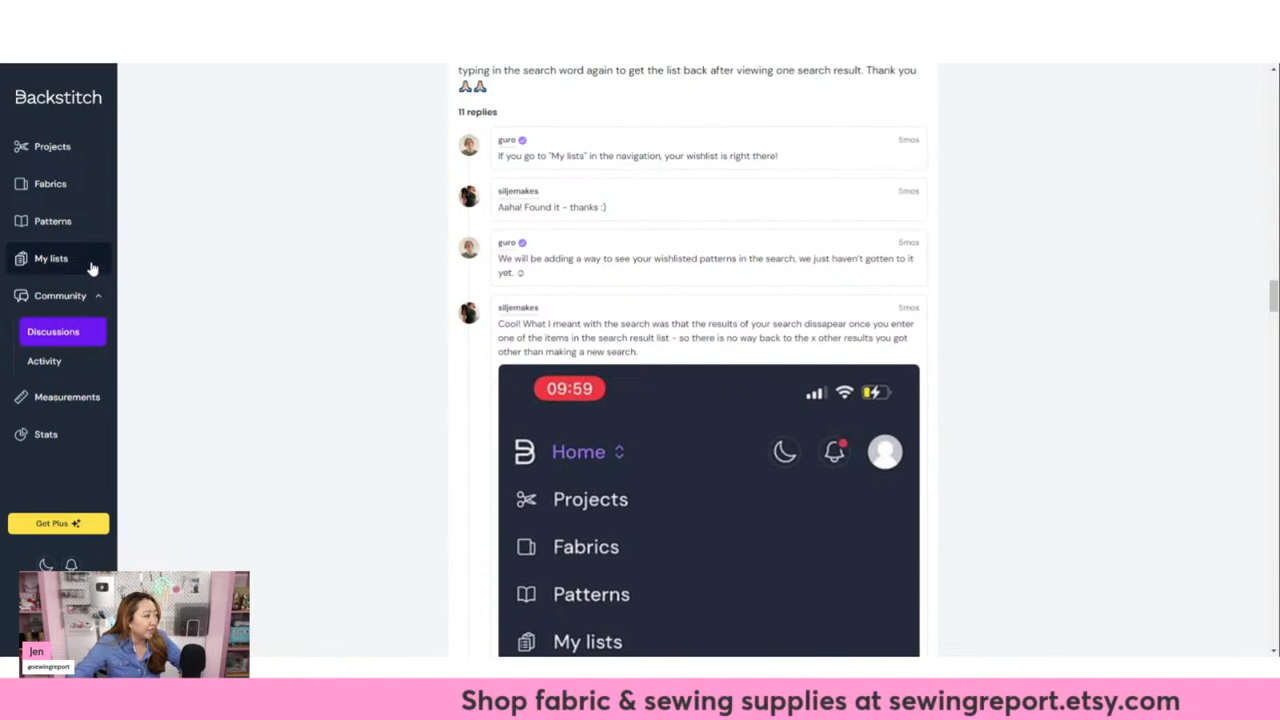 typing in the search word again to get the list back after viewing one search result. Thank you
🙏🙏
11 replies
Backstitch
Projects
Fabrics
Patterns
My lists
Community
Discussions
Activity
Measurements
Stats
Get Plus
guro
5mos
If you go to "My lists" in the navigation, your wishlist is right there!
siljemakes
5mos
Aaha! Found it - thanks :)
guro
5mos
We will be adding a way to see your wishlisted patterns in the search, we just haven't gotten to it
yet. ☺
siljemakes
5mos
Cool! What I meant with the search was that the results of your search dissapear once you enter
one of the items in the search result list - so there is no way back to the x other results you got
other than making a new search.
09:59
Home
Projects
Fabrics
Patterns
My lists
Jen
@sewingreport
Shop fabric & sewing supplies at sewingreport.etsy.com